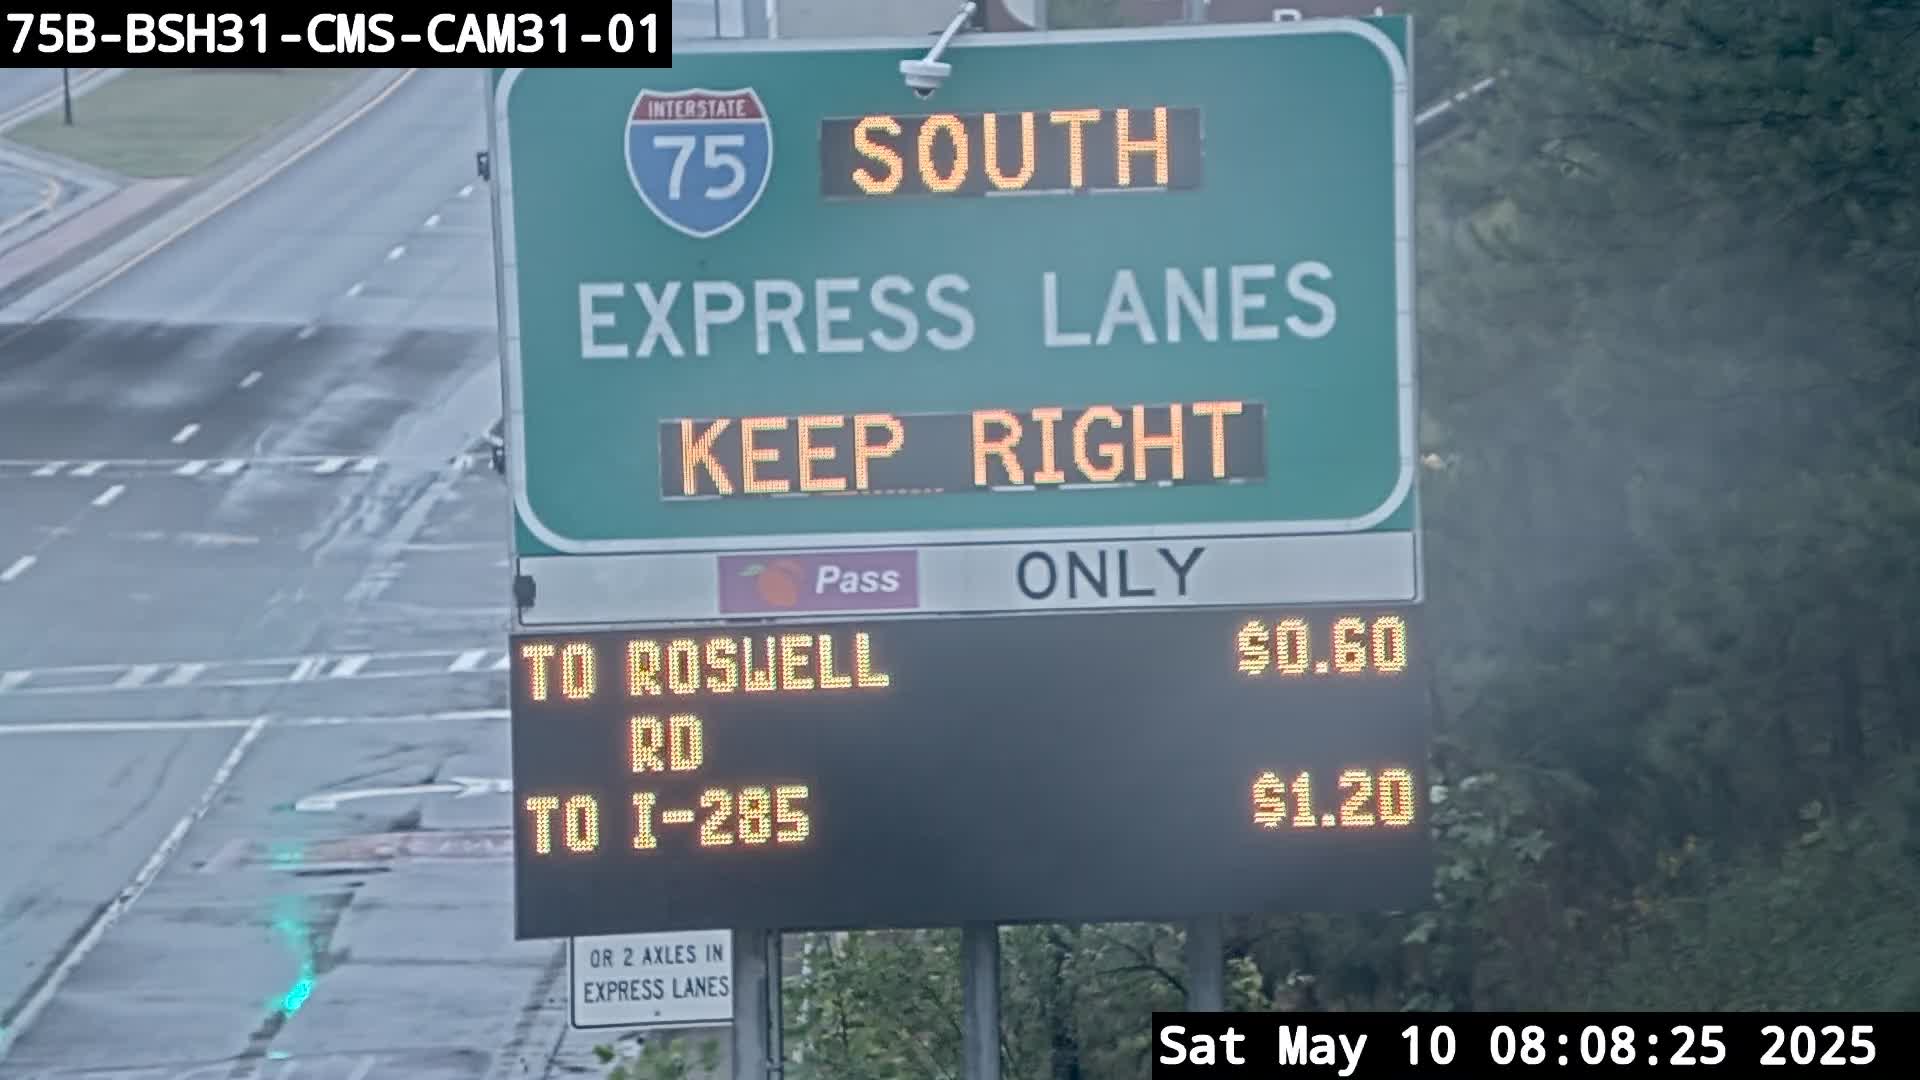 75B-BSH31-CMS-CAM31-01
INTERSTATE
75
SOUTH
EXPRESS LANES
KEEP RIGHT
Pass ONLY
TO ROSWELL $0.60
RD
TO I-285 $1.20
OR 2 AXLES IN
EXPRESS LANES
Sat May 10 08:08:25 2025